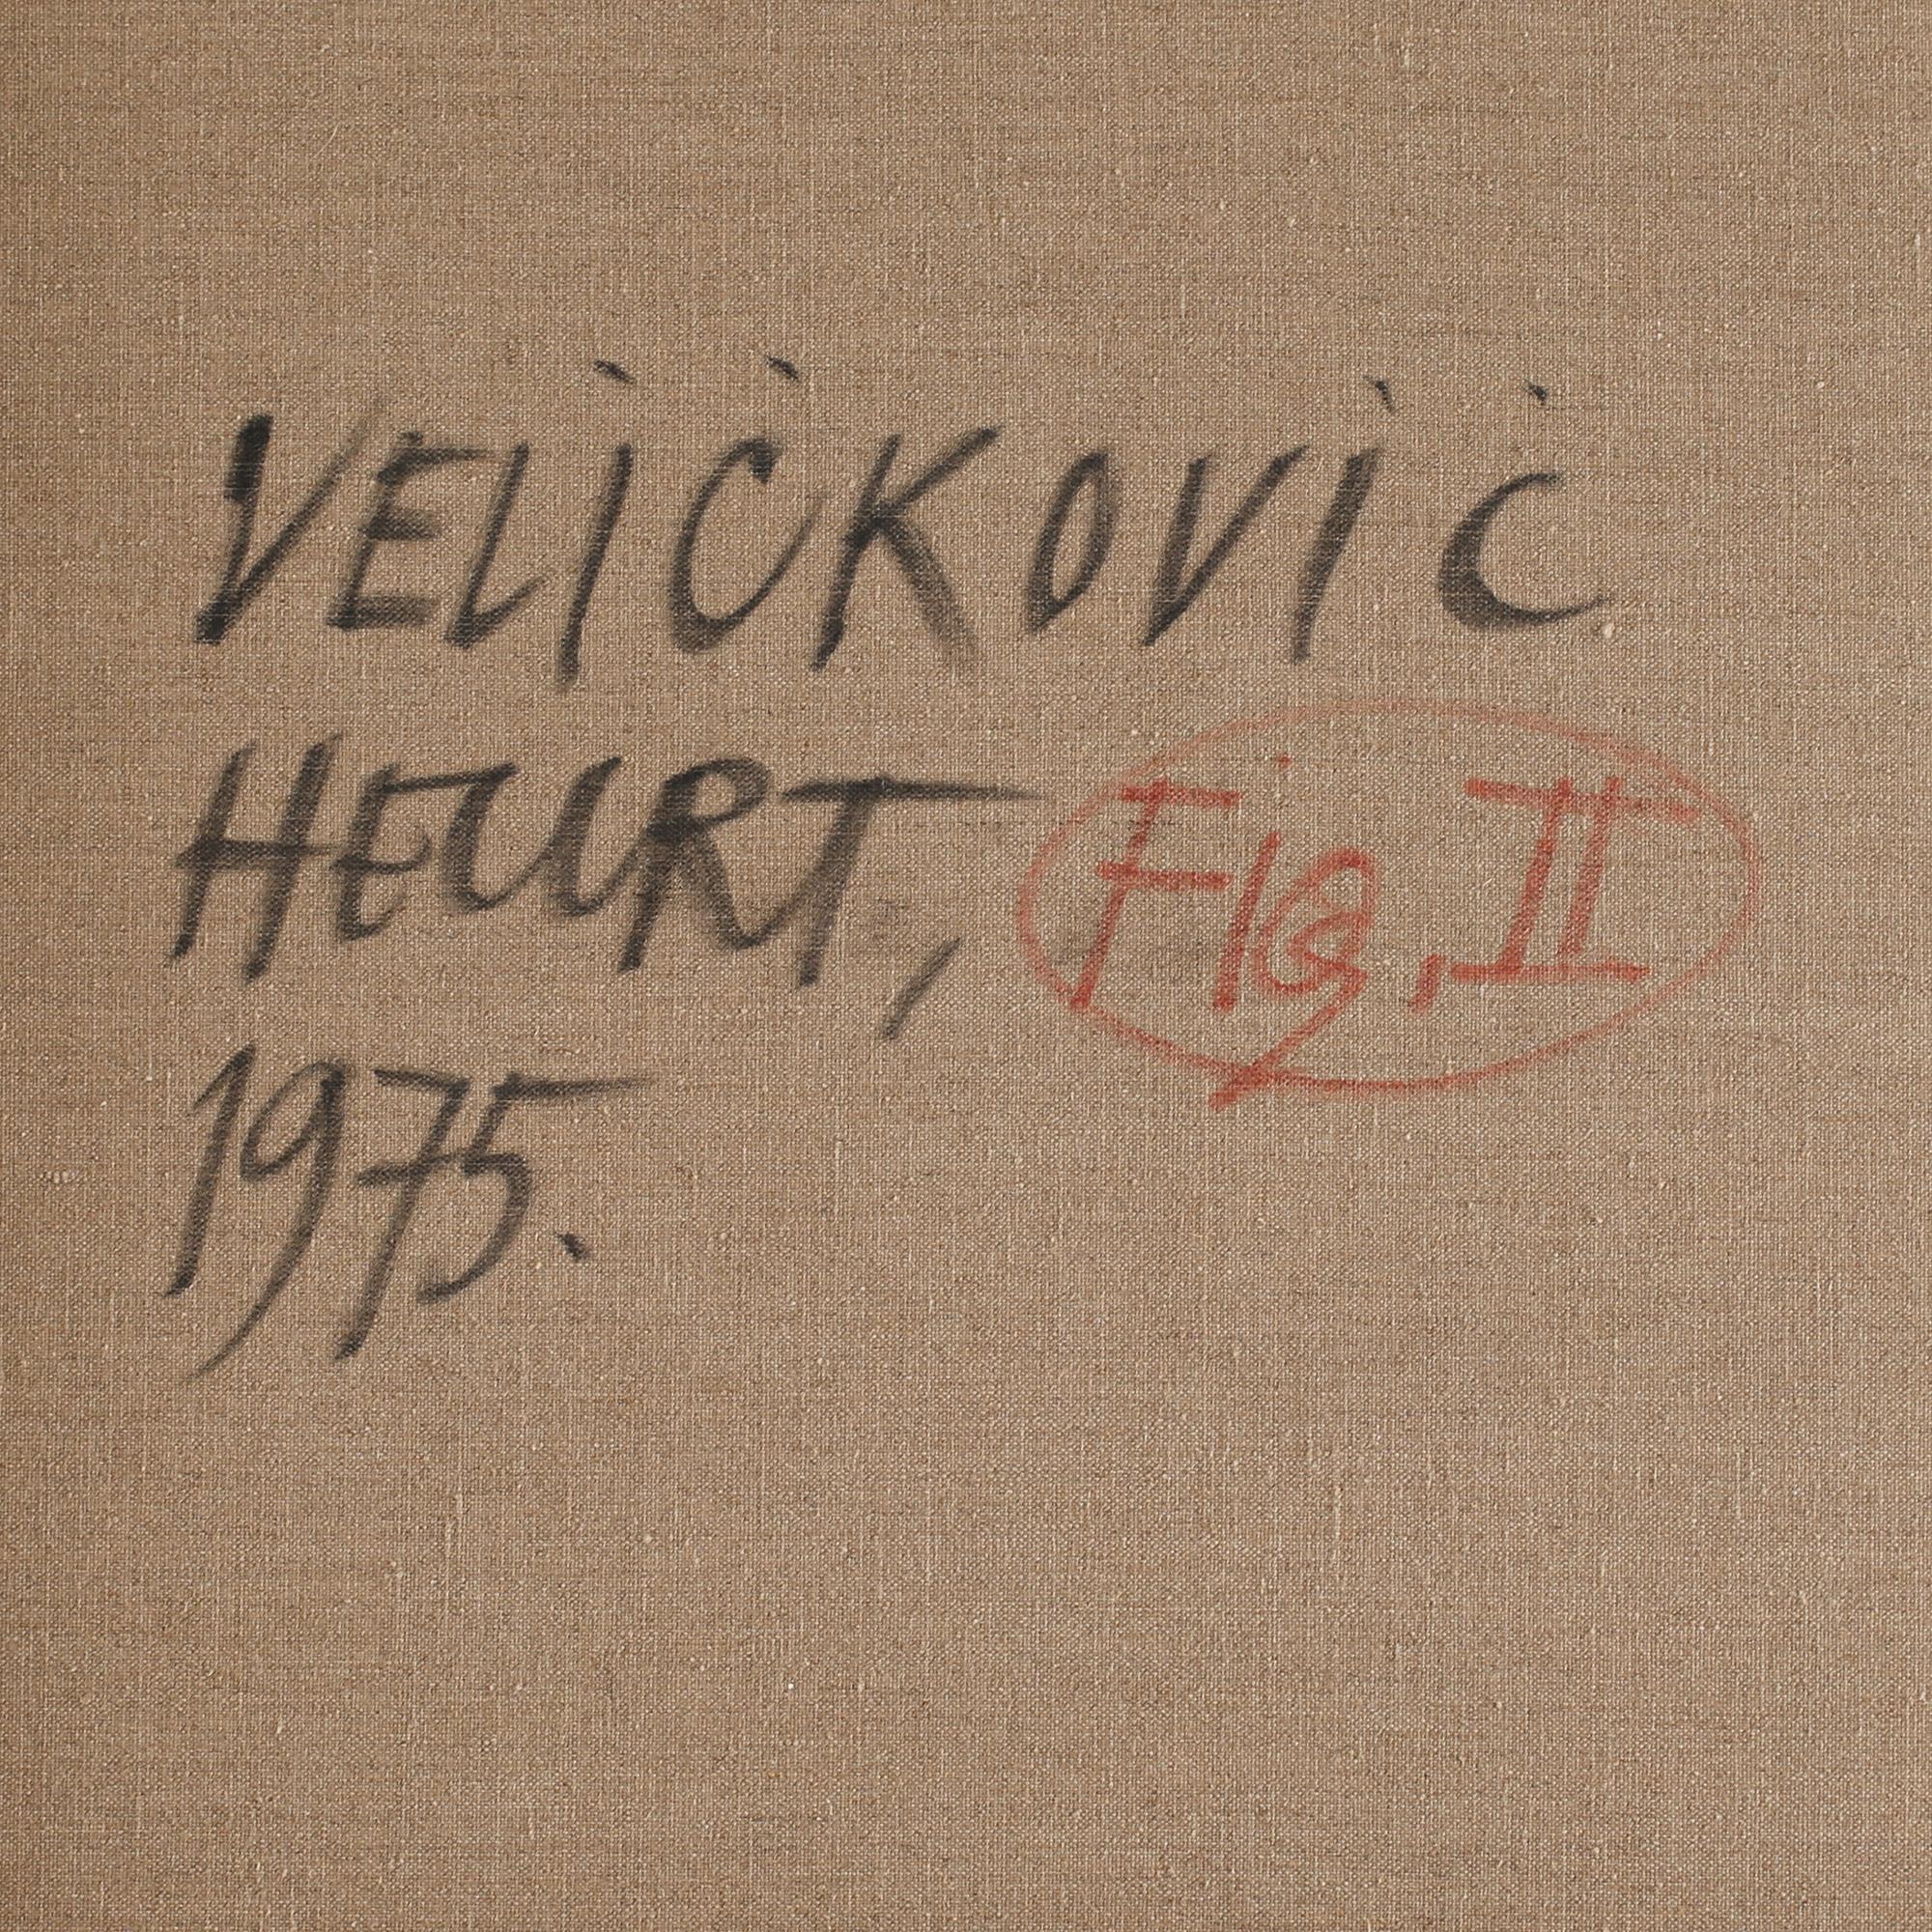 VELIČKOVIĆ
HEURT, Fig. II
1975.